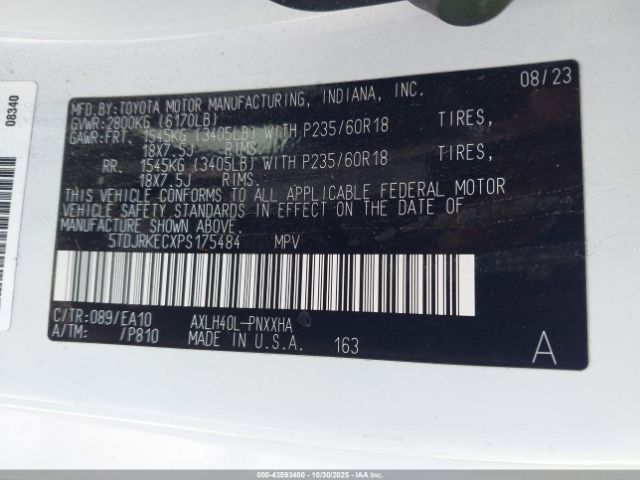 08340
MFD.BY:TOYOTA MOTOR MANUFACTURING, INDIANA, INC. 08/23
GVWR:2800KG (6170LB)
GAWR:FRT. 1545KG (3405LB) WITH P235/60R18 TIRES,
18X7.5J RIMS.
RR. 1545KG (3405LB) WITH P235/60R18 TIRES,
18X7.5J RIMS.
THIS VEHICLE CONFORMS TO ALL APPLICABLE FEDERAL MOTOR
VEHICLE SAFETY STANDARDS IN EFFECT ON THE DATE OF
MANUFACTURE SHOWN ABOVE.
5TDJRKECXPS175484 MPV
C/TR:089/EA10 AXLH40L-PNXXHA
A/TM: /P810 MADE IN U.S.A. 163 A
000-43593400 - 10/30/2025 - IAAI.COM